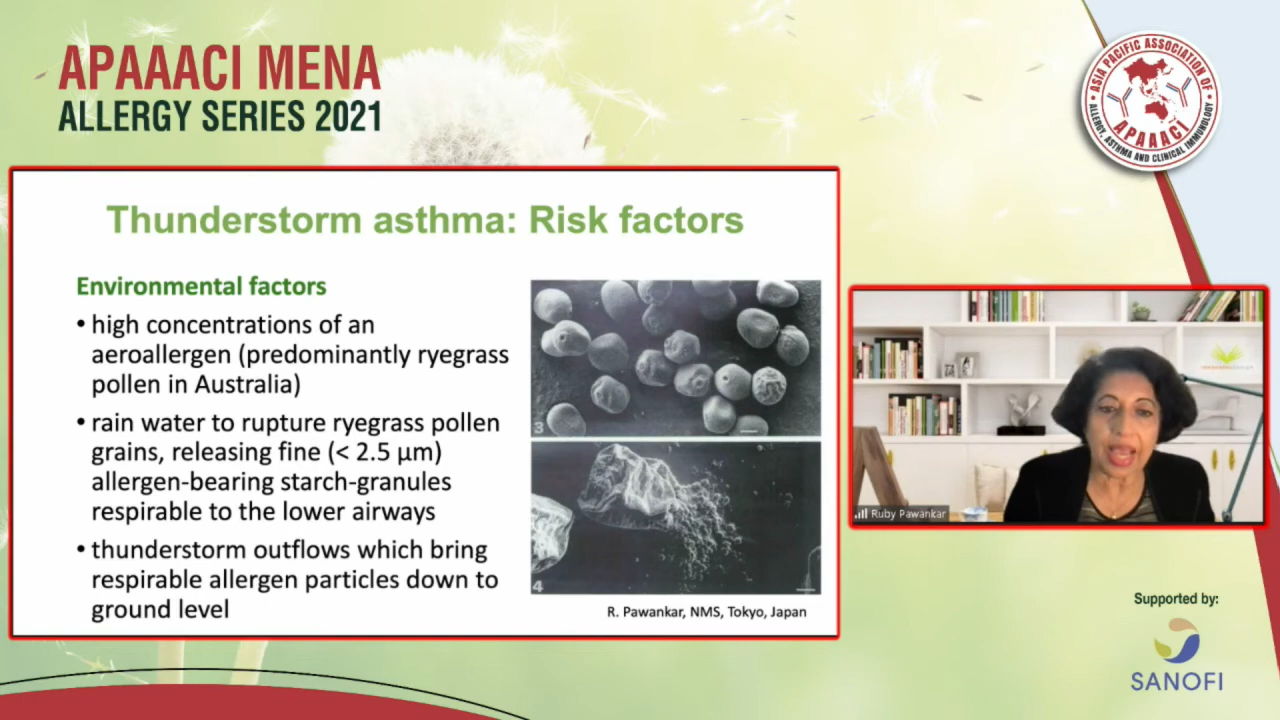 APAAACI MENA
ALLERGY SERIES 2021
ASIA PACIFIC ASSOCIATION OF
ALLERGY, ASTHMA AND CLINICAL IMMUNOLOGY
APAAACI
Thunderstorm asthma: Risk factors
Environmental factors
• high concentrations of an
aeroallergen (predominantly ryegrass
pollen in Australia)
• rain water to rupture ryegrass pollen
grains, releasing fine (< 2.5 µm)
allergen-bearing starch-granules
respirable to the lower airways
• thunderstorm outflows which bring
respirable allergen particles down to
ground level
3
4
R. Pawankar, NMS, Tokyo, Japan
Ruby Pawankar
Supported by:
SANOFI